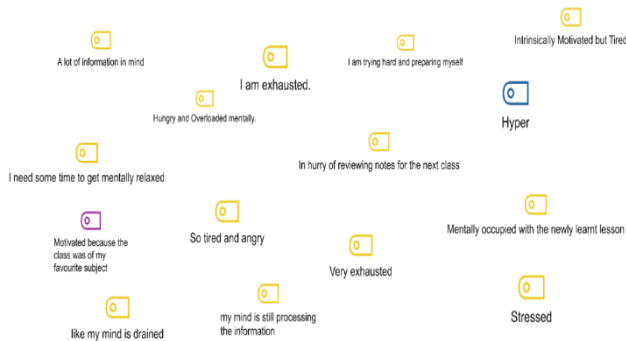 Intrinsically Motivated but Tired
A lot of information in mind
I am trying hard and preparing myself
I am exhausted.
Hungry and Overloaded mentally.
Hyper
In hurry of reviewing notes for the next class
I need some time to get mentally relaxed
Mentally occupied with the newly learnt lesson
So tired and angry
Motivated because the
class was of my
favourite subject
Very exhausted
my mind is still processing
the information
Stressed
like my mind is drained